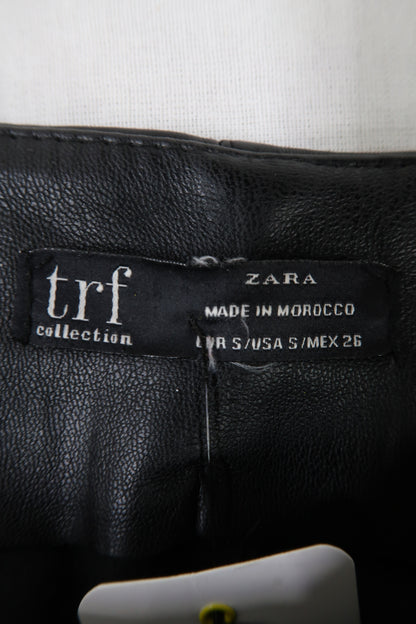 trf
collection
ZARA
MADE IN MOROCCO
EUR S/USA S/MEX 26